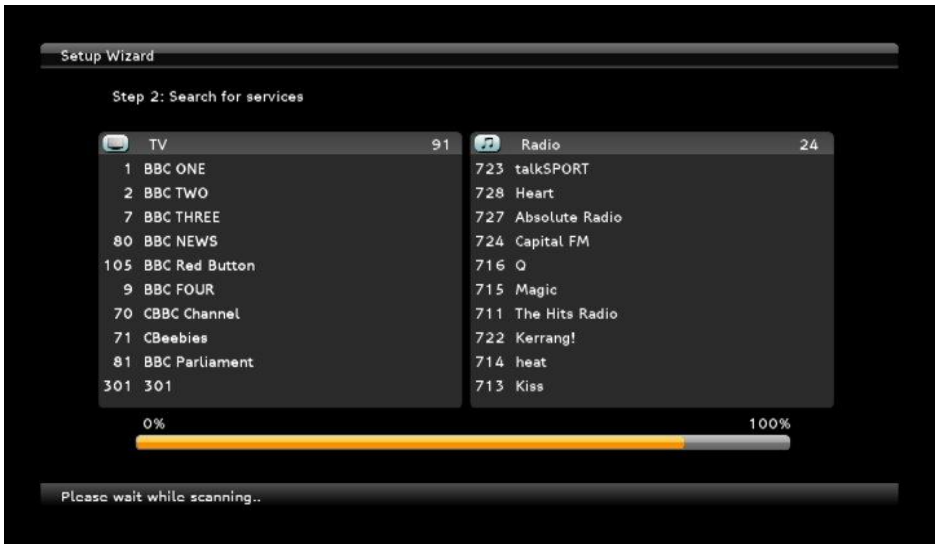 Setup Wizard
Step 2: Search for services
TV 91
1 BBC ONE
2 BBC TWO
7 BBC THREE
80 BBC NEWS
105 BBC Red Button
9 BBC FOUR
70 CBBC Channel
71 CBeebies
81 BBC Parliament
301 301
Radio 24
723 talkSPORT
728 Heart
727 Absolute Radio
724 Capital FM
716 Q
715 Magic
711 The Hits Radio
722 Kerrang!
714 heat
713 Kiss
0% 100%
Please wait while scanning..